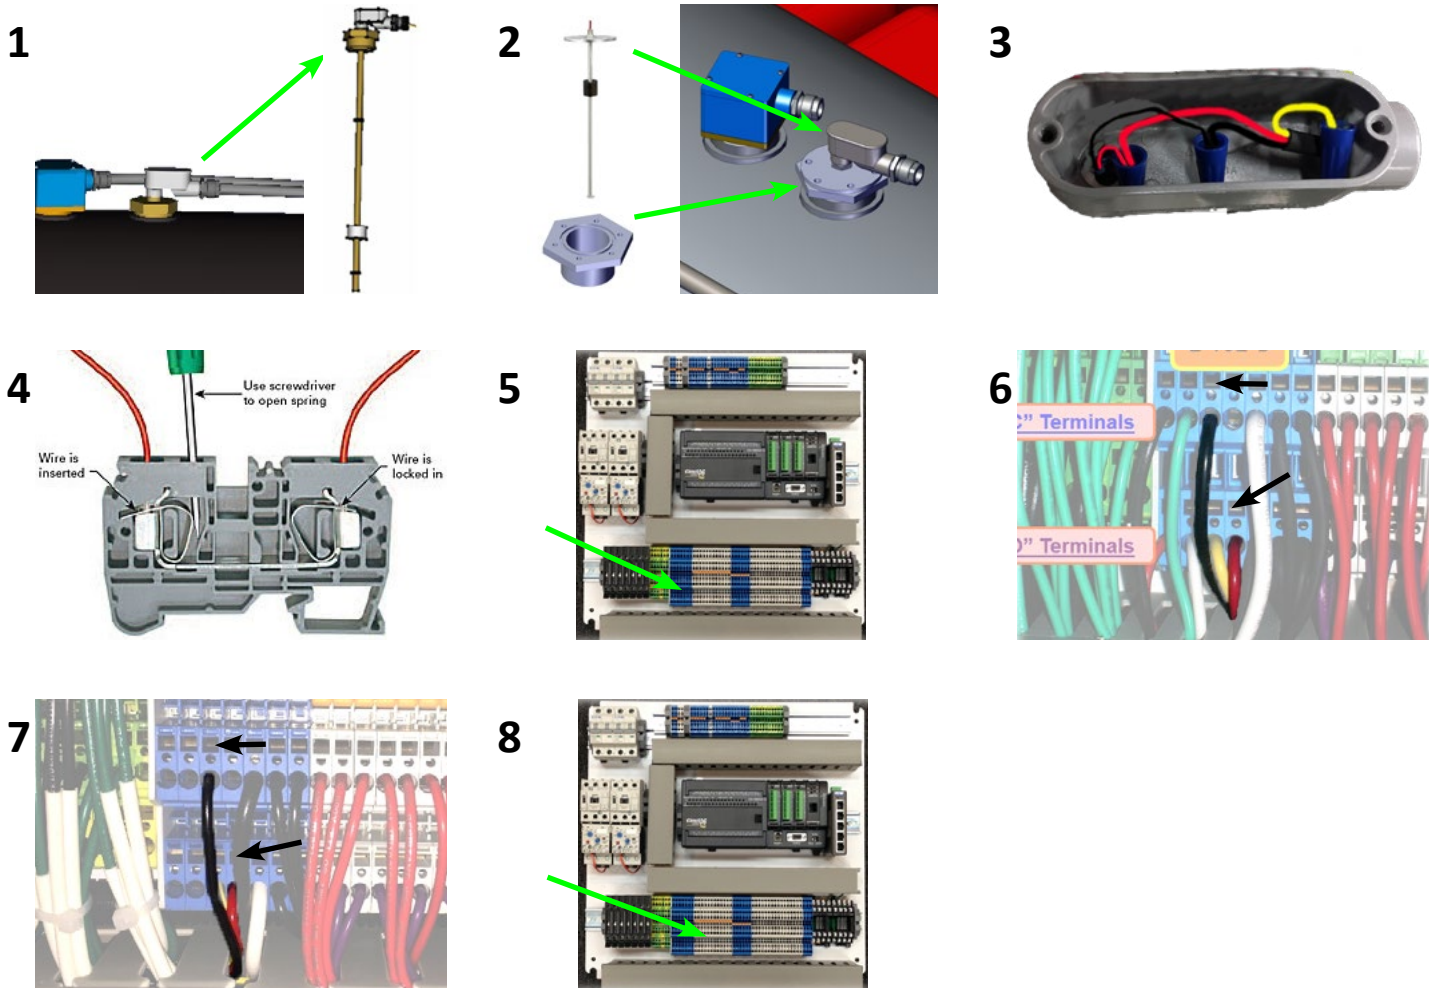 1
2
3
4
Use screwdriver
to open spring
Wire is
inserted
Wire is
locked in
5
6
C” Terminals
D” Terminals
7
8